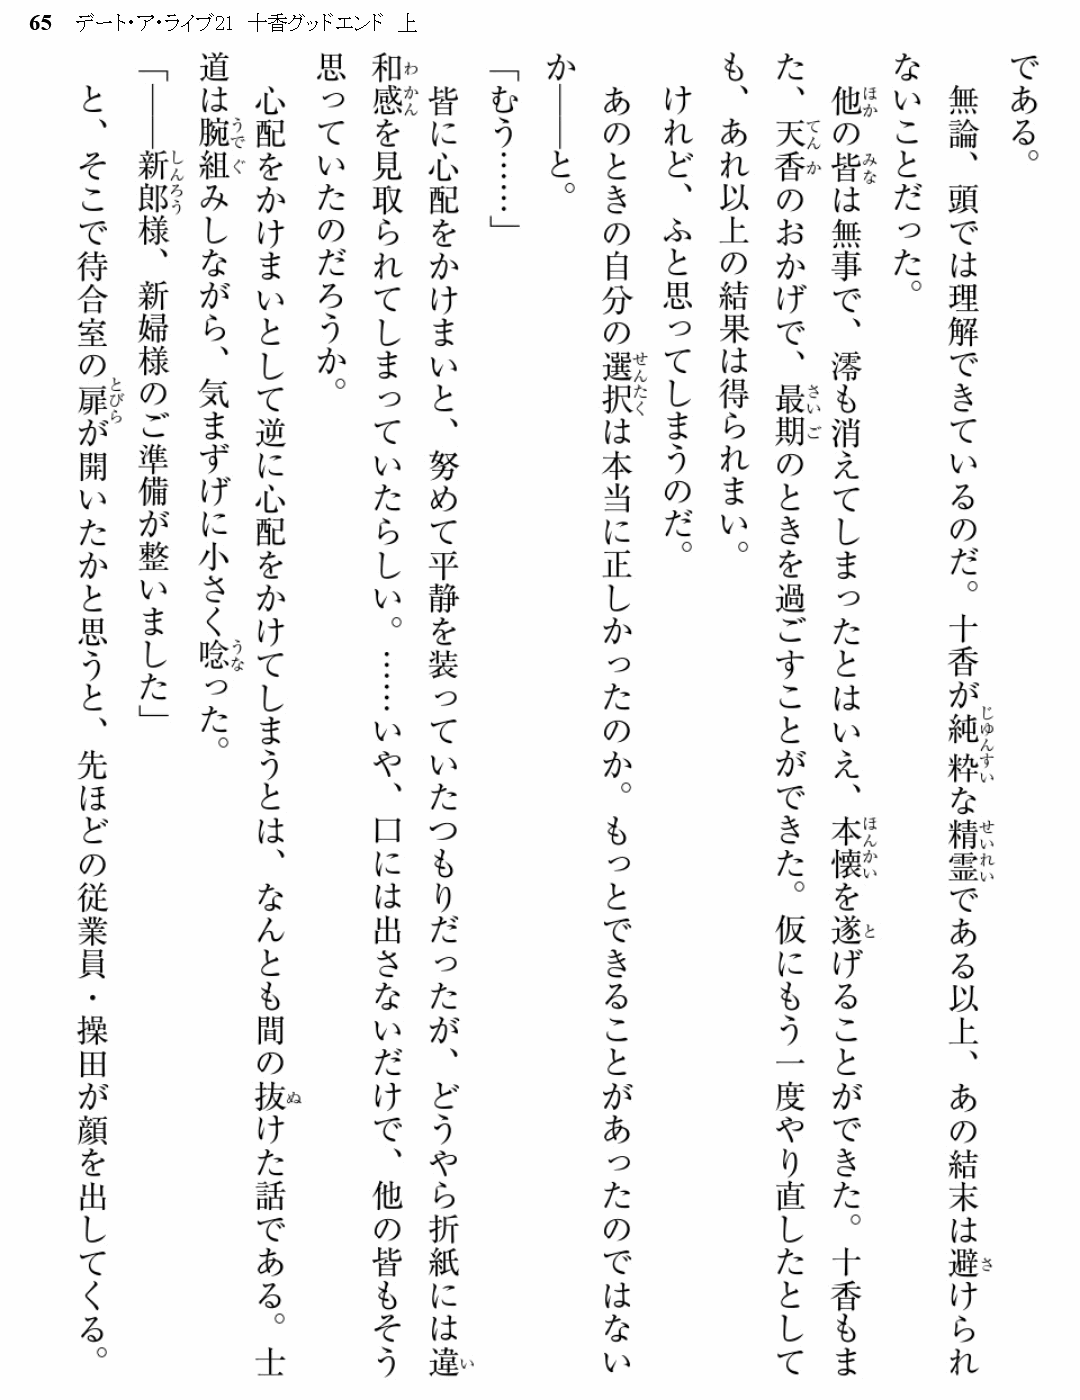 65 デート・ア・ライブ21 十香グッドエンド 上
である。
無論、頭では理解できているのだ。十香が純粋な精霊である以上、あの結末は避けられ
ないことだった。
他の皆は無事で、澪も消えてしまったとはいえ、本懐を遂げることができた。十香もま
た、天香のおかげで、最期のときを過ごすことができた。仮にもう一度やり直したとして
も、あれ以上の結果は得られまい。
けれど、ふと思ってしまうのだ。
あのときの自分の選択は本当に正しかったのか。もっとできることがあったのではない
か――と。
「むう……」
皆に心配をかけまいと、努めて平静を装っていたつもりだったが、どうやら折紙には違
和感を見取られてしまっていたらしい。……いや、口には出さないだけで、他の皆もそう
思っていたのだろうか。
心配をかけまいとして逆に心配をかけてしまうとは、なんとも間の抜けた話である。士
道は腕組みしながら、気まずげに小さく唸った。
「――新郎様、新婦様のご準備が整いました」
と、そこで待合室の扉が開いたかと思うと、先ほどの従業員・操田が顔を出してくる。